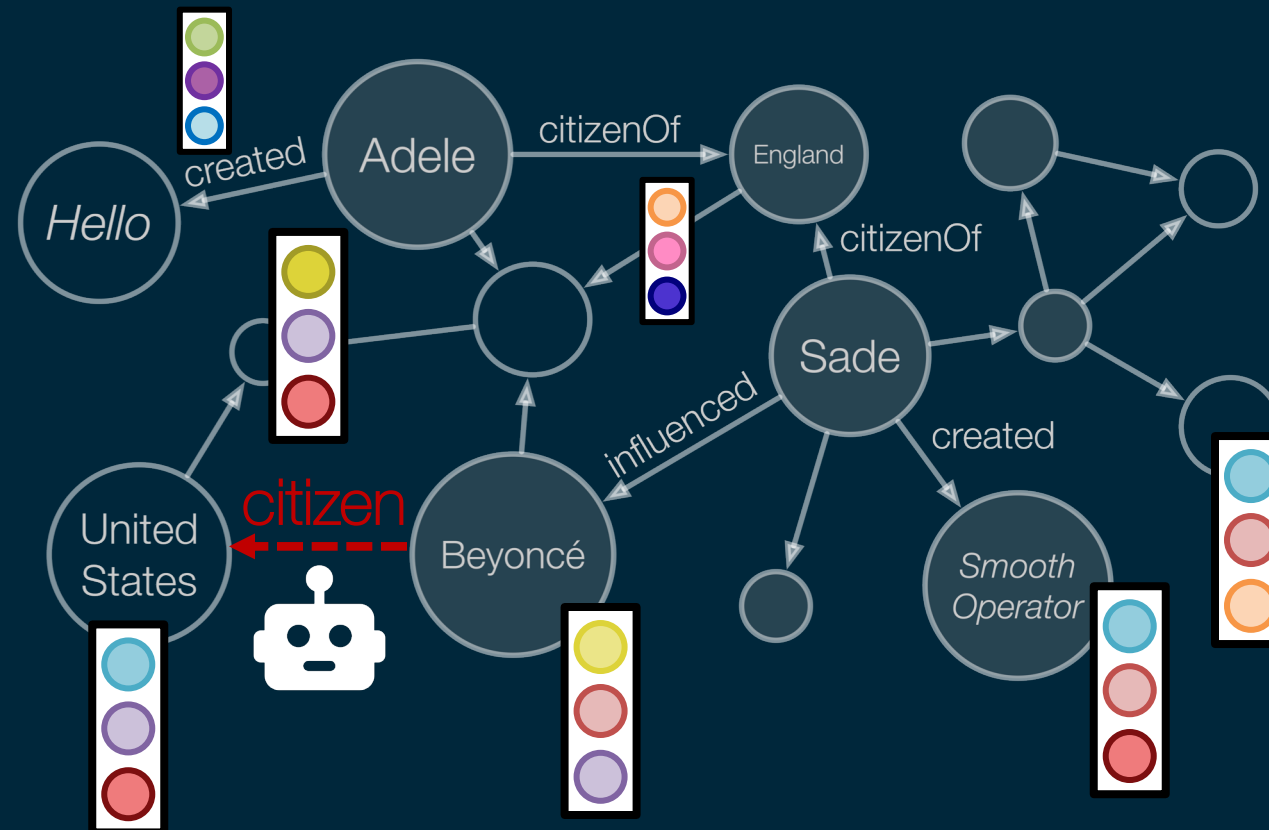 Adele
citizenOf
England
created
Hello
citizenOf
Sade
influenced
created
citizen
United
States
Beyoncé
Smooth
Operator